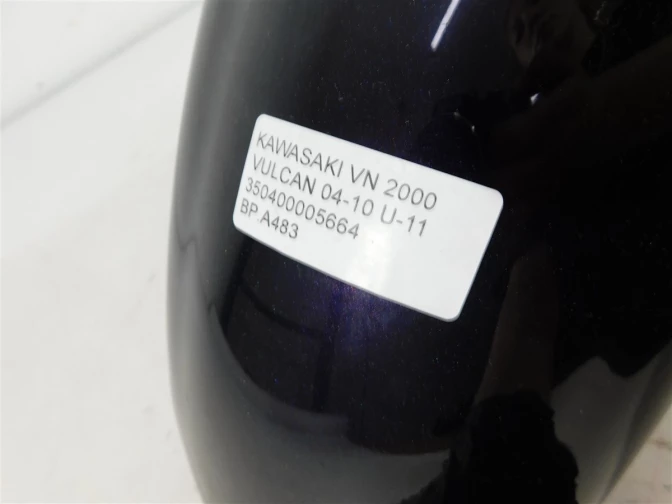 KAWASAKI VN 2000
VULCAN 04-10 U-11
350400005664
BP A483